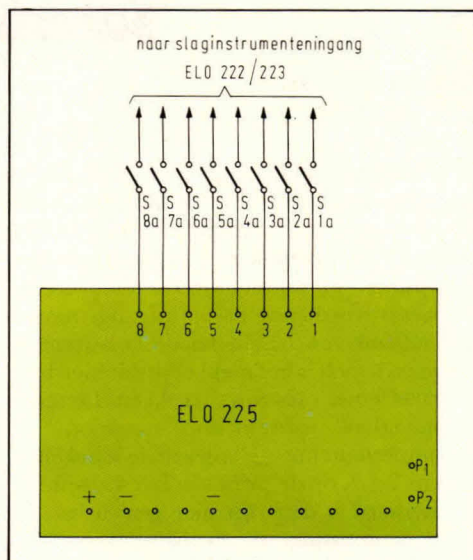 naar slaginstrumenteningang
ELO 222/223
S S S S S S S S
8a 7a 6a 5a 4a 3a 2a 1a
8 7 6 5 4 3 2 1
ELO 225
P1
P2
+ − −